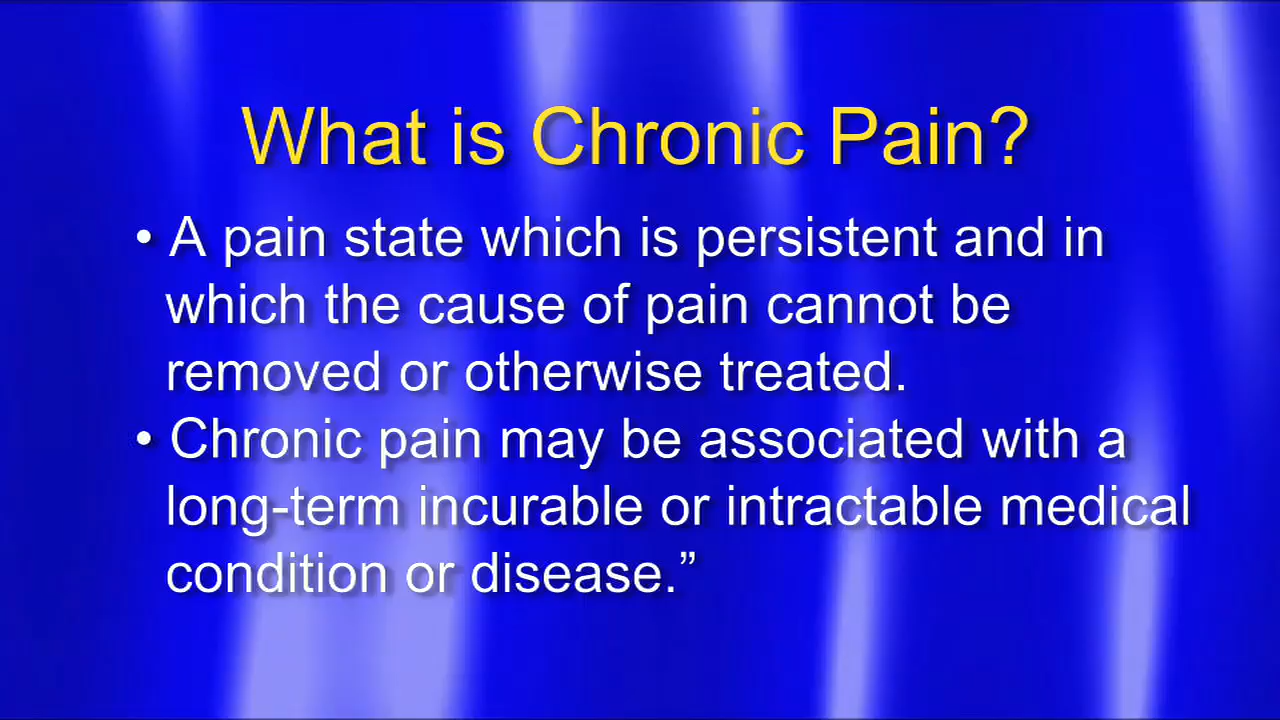 What is Chronic Pain?
• A pain state which is persistent and in
which the cause of pain cannot be
removed or otherwise treated.
• Chronic pain may be associated with a
long-term incurable or intractable medical
condition or disease.”